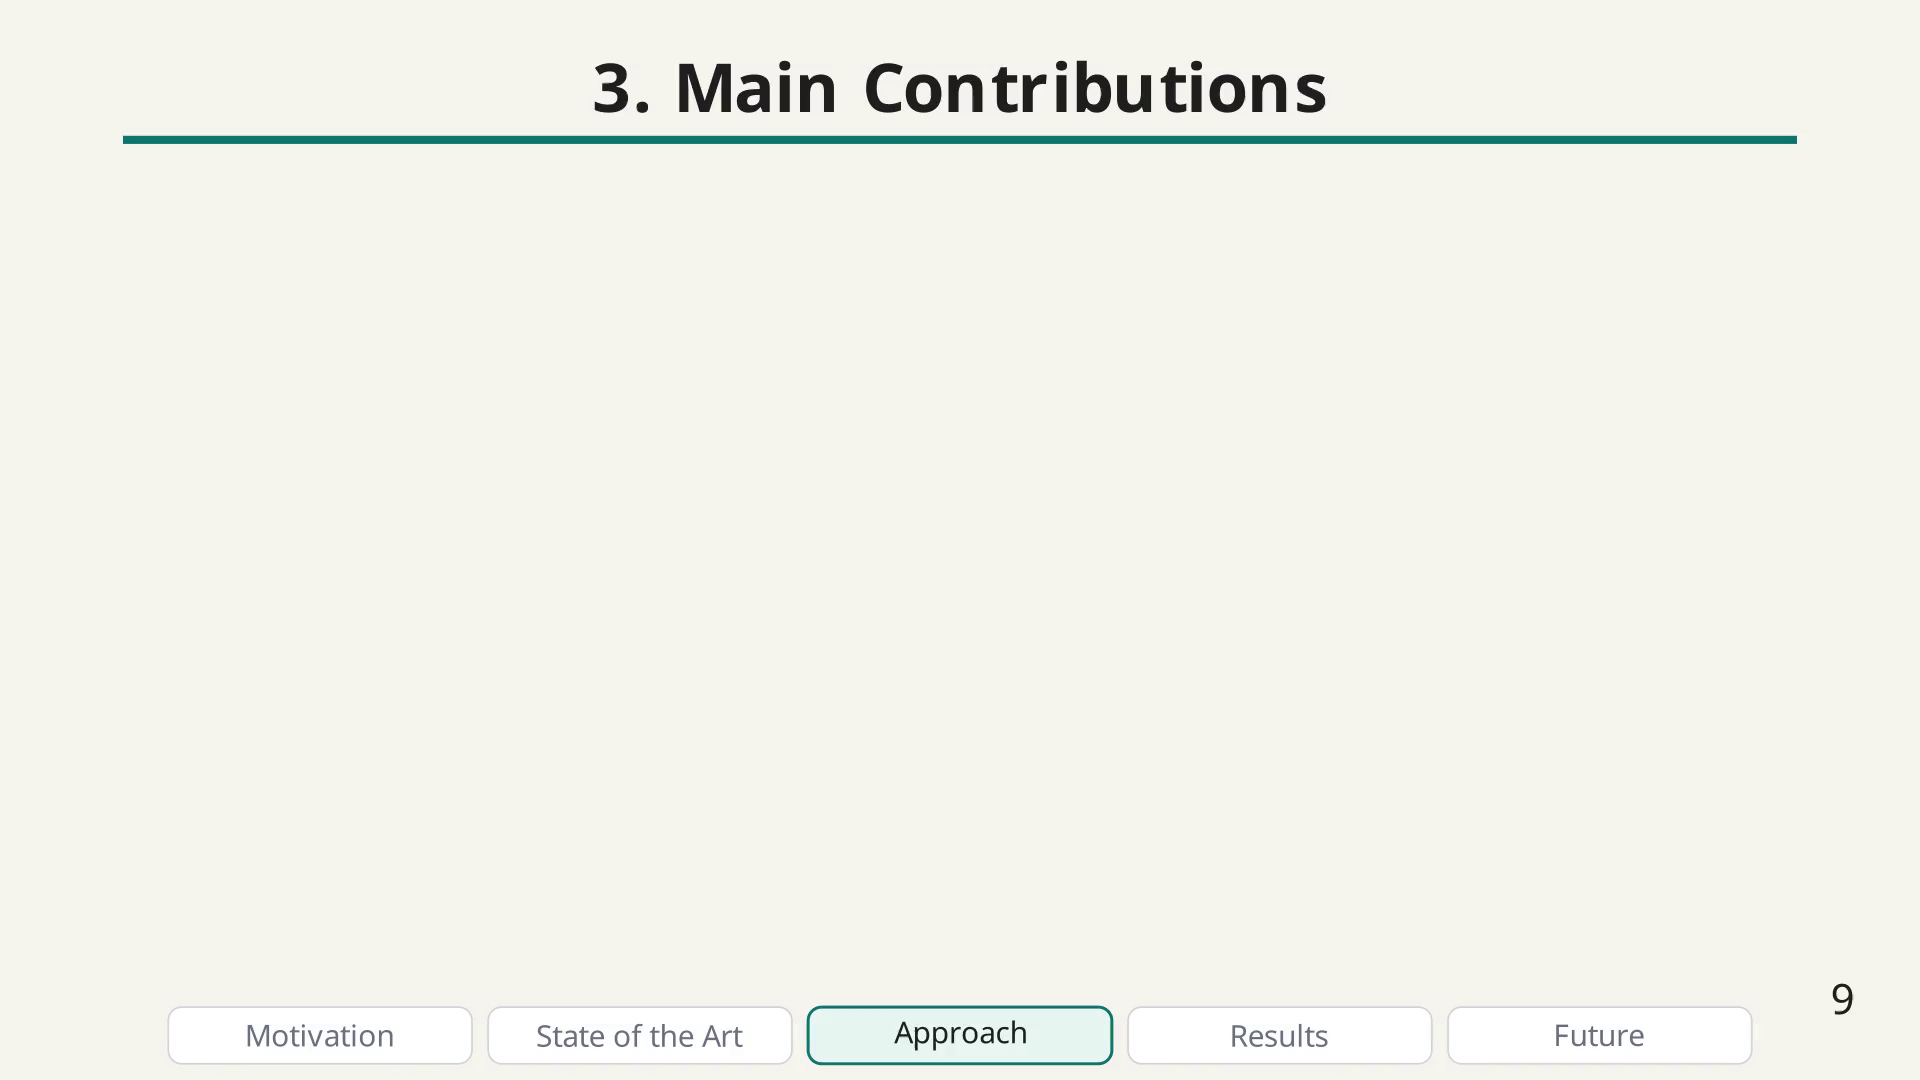 3. Main Contributions
9
Motivation
State of the Art
Approach
Results
Future